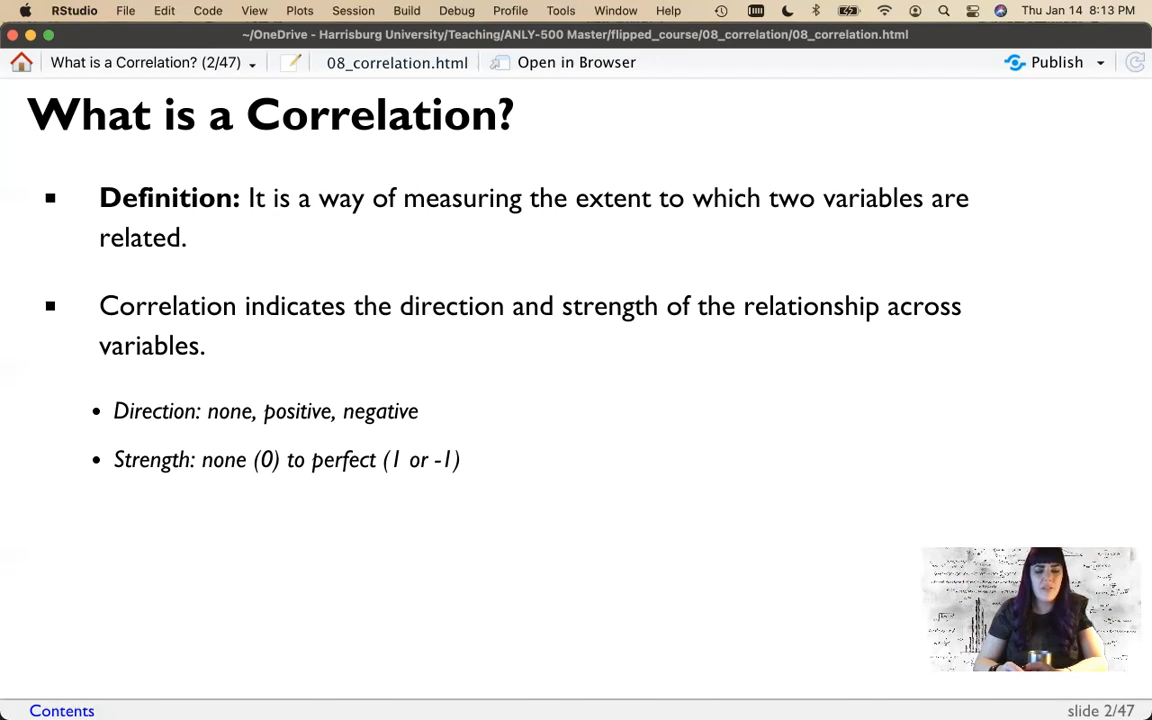 RStudio File Edit Code View Plots Session Build Debug Profile Tools Window Help Thu Jan 14 8:13 PM
~/OneDrive - Harrisburg University/Teaching/ANLY-500 Master/flipped_course/08_correlation/08_correlation.html
What is a Correlation? (2/47) 08_correlation.html Open in Browser Publish
What is a Correlation?
▪ Definition: It is a way of measuring the extent to which two variables are
related.
▪ Correlation indicates the direction and strength of the relationship across
variables.
• Direction: none, positive, negative
• Strength: none (0) to perfect (1 or -1)
Contents slide 2/47